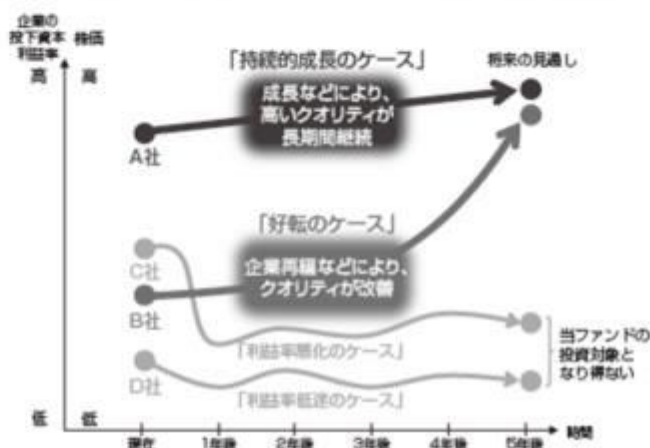 企業の
投下資本
利益率
株価
「持続的成長のケース」
将来の見通し
高
高
成長などにより、
高いクオリティが
長期間継続
A社
「好転のケース」
C社
企業再編などにより、
クオリティが改善
B社
「利益率悪化のケース」
当ファンドの
投資対象と
なり得ない
D社
「利益率低迷のケース」
低
低
現在
1年後
2年後
3年後
4年後
5年後
時間